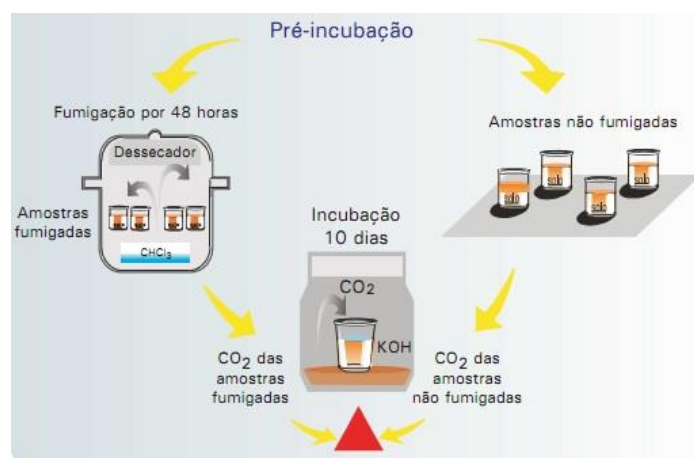 Pré-incubação
Fumigação por 48 horas
Dessecador
Amostras
fumigadas
CHCl₃
Amostras não fumigadas
solo
solo
solo
solo
Incubação
10 dias
CO₂
KOH
CO₂ das
amostras
fumigadas
CO₂ das
amostras
não fumigadas